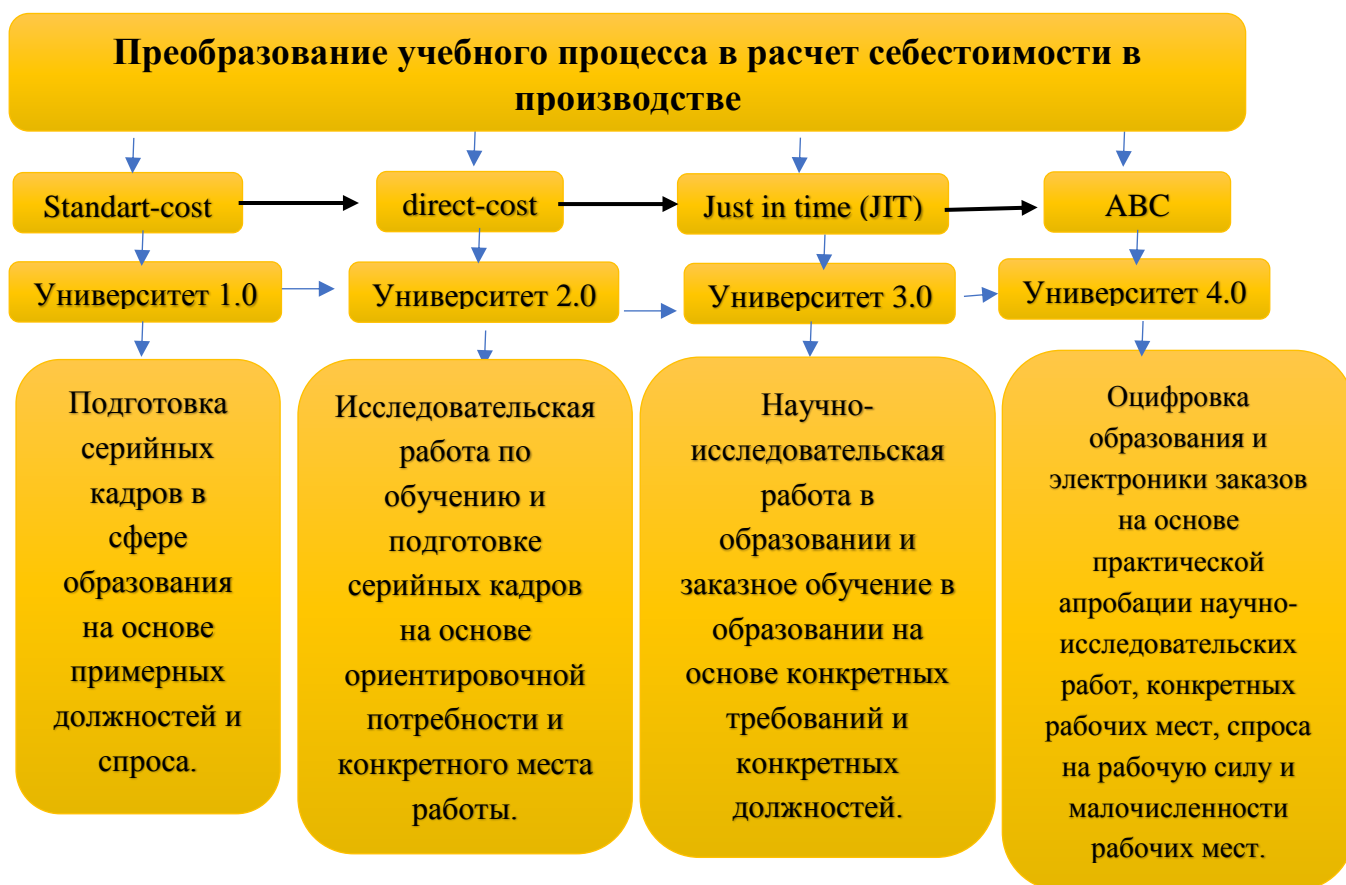 Преобразование учебного процесса в расчет себестоимости в
производстве
Standart-cost
direct-cost
Just in time (JIT)
ABC
Университет 1.0
Университет 2.0
Университет 3.0
Университет 4.0
Подготовка
серийных
кадров в
сфере
образования
на основе
примерных
должностей и
спроса.
Исследовательская
работа по
обучению и
подготовке
серийных кадров
на основе
ориентировочной
потребности и
конкретного места
работы.
Научно-
исследовательская
работа в
образовании и
заказное обучение в
образовании на
основе конкретных
требований и
конкретных
должностей.
Оцифровка
образования и
электроники заказов
на основе
практической
апробации научно-
исследовательских
работ, конкретных
рабочих мест, спроса
на рабочую силу и
малочисленности
рабочих мест.